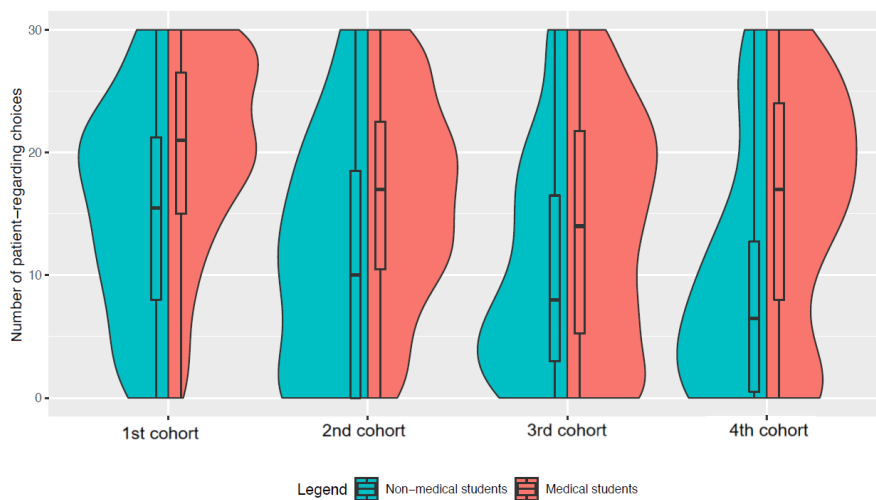 Number of patient-regarding choices
30
20
10
0
1st cohort 2nd cohort 3rd cohort 4th cohort
Legend Non-medical students Medical students